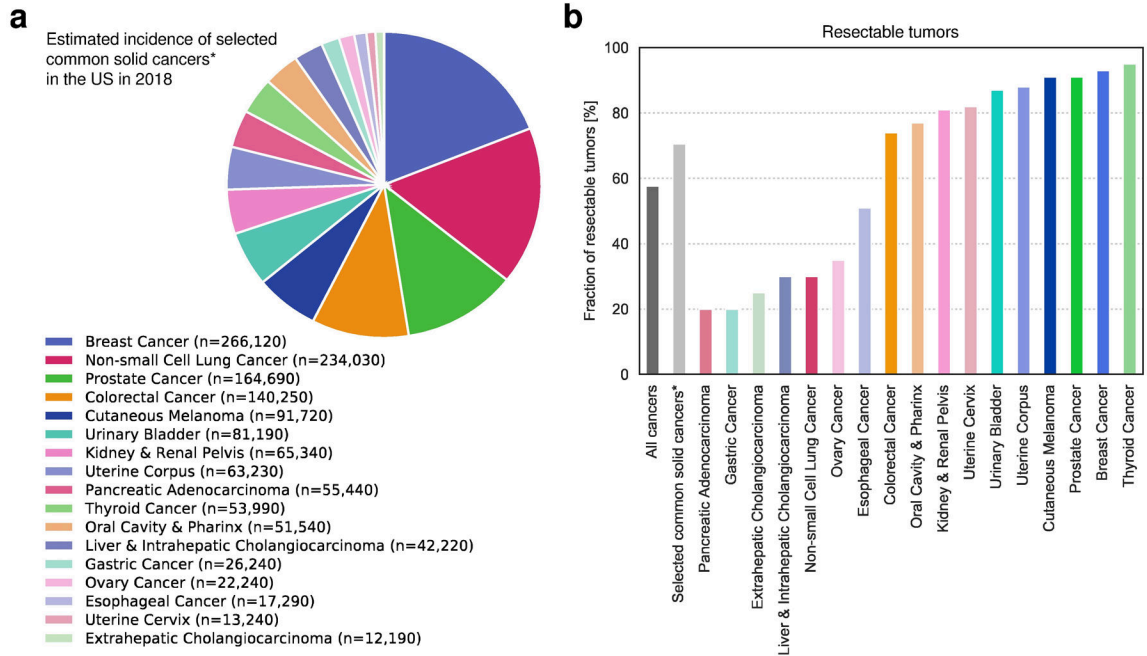 a
Estimated incidence of selected
common solid cancers*
in the US in 2018
Breast Cancer (n=266,120)
Non-small Cell Lung Cancer (n=234,030)
Prostate Cancer (n=164,690)
Colorectal Cancer (n=140,250)
Cutaneous Melanoma (n=91,720)
Urinary Bladder (n=81,190)
Kidney & Renal Pelvis (n=65,340)
Uterine Corpus (n=63,230)
Pancreatic Adenocarcinoma (n=55,440)
Thyroid Cancer (n=53,990)
Oral Cavity & Pharinx (n=51,540)
Liver & Intrahepatic Cholangiocarcinoma (n=42,220)
Gastric Cancer (n=26,240)
Ovary Cancer (n=22,240)
Esophageal Cancer (n=17,290)
Uterine Cervix (n=13,240)
Extrahepatic Cholangiocarcinoma (n=12,190)
b
Resectable tumors
Fraction of resectable tumors [%]
100
80
60
40
20
0
All cancers
Selected common solid cancers*
Pancreatic Adenocarcinoma
Gastric Cancer
Extrahepatic Cholangiocarcinoma
Liver & Intrahepatic Cholangiocarcinoma
Non-small Cell Lung Cancer
Ovary Cancer
Esophageal Cancer
Colorectal Cancer
Oral Cavity & Pharinx
Kidney & Renal Pelvis
Uterine Cervix
Urinary Bladder
Uterine Corpus
Cutaneous Melanoma
Prostate Cancer
Breast Cancer
Thyroid Cancer